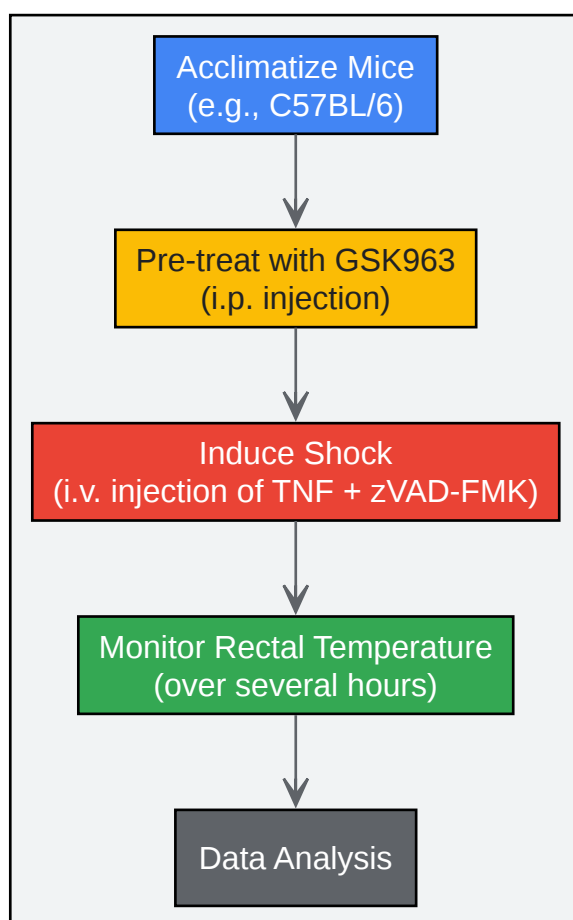 Acclimatize Mice
(e.g., C57BL/6)
Pre-treat with GSK963
(i.p. injection)
Induce Shock
(i.v. injection of TNF + zVAD-FMK)
Monitor Rectal Temperature
(over several hours)
Data Analysis